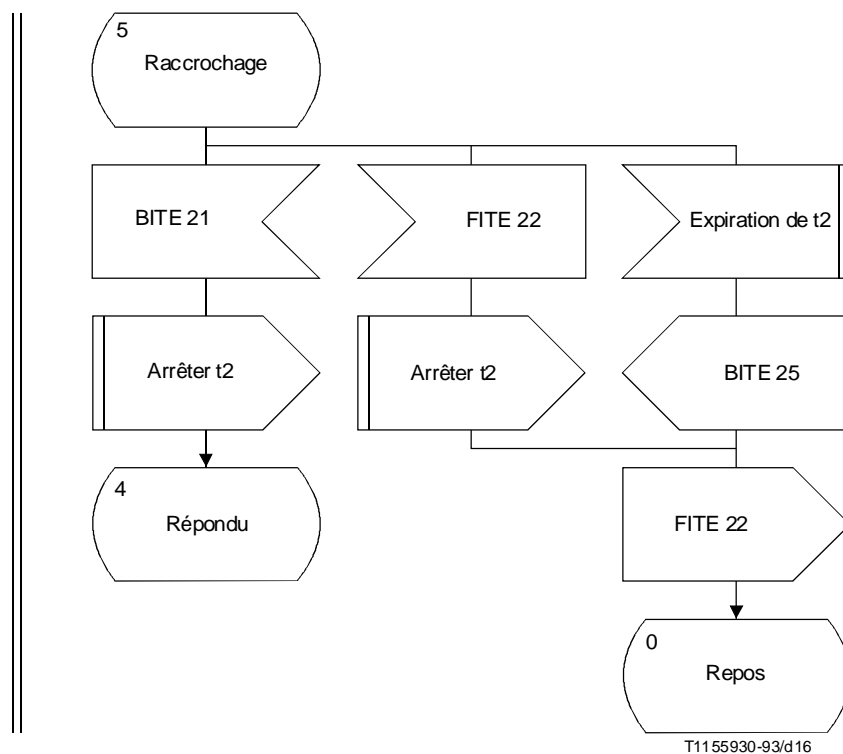 5
Raccrochage
BITE 21
FITE 22
Expiration de t2
Arrêter t2
Arrêter t2
BITE 25
4
Répondu
FITE 22
0
Repos
T1155930-93/d16